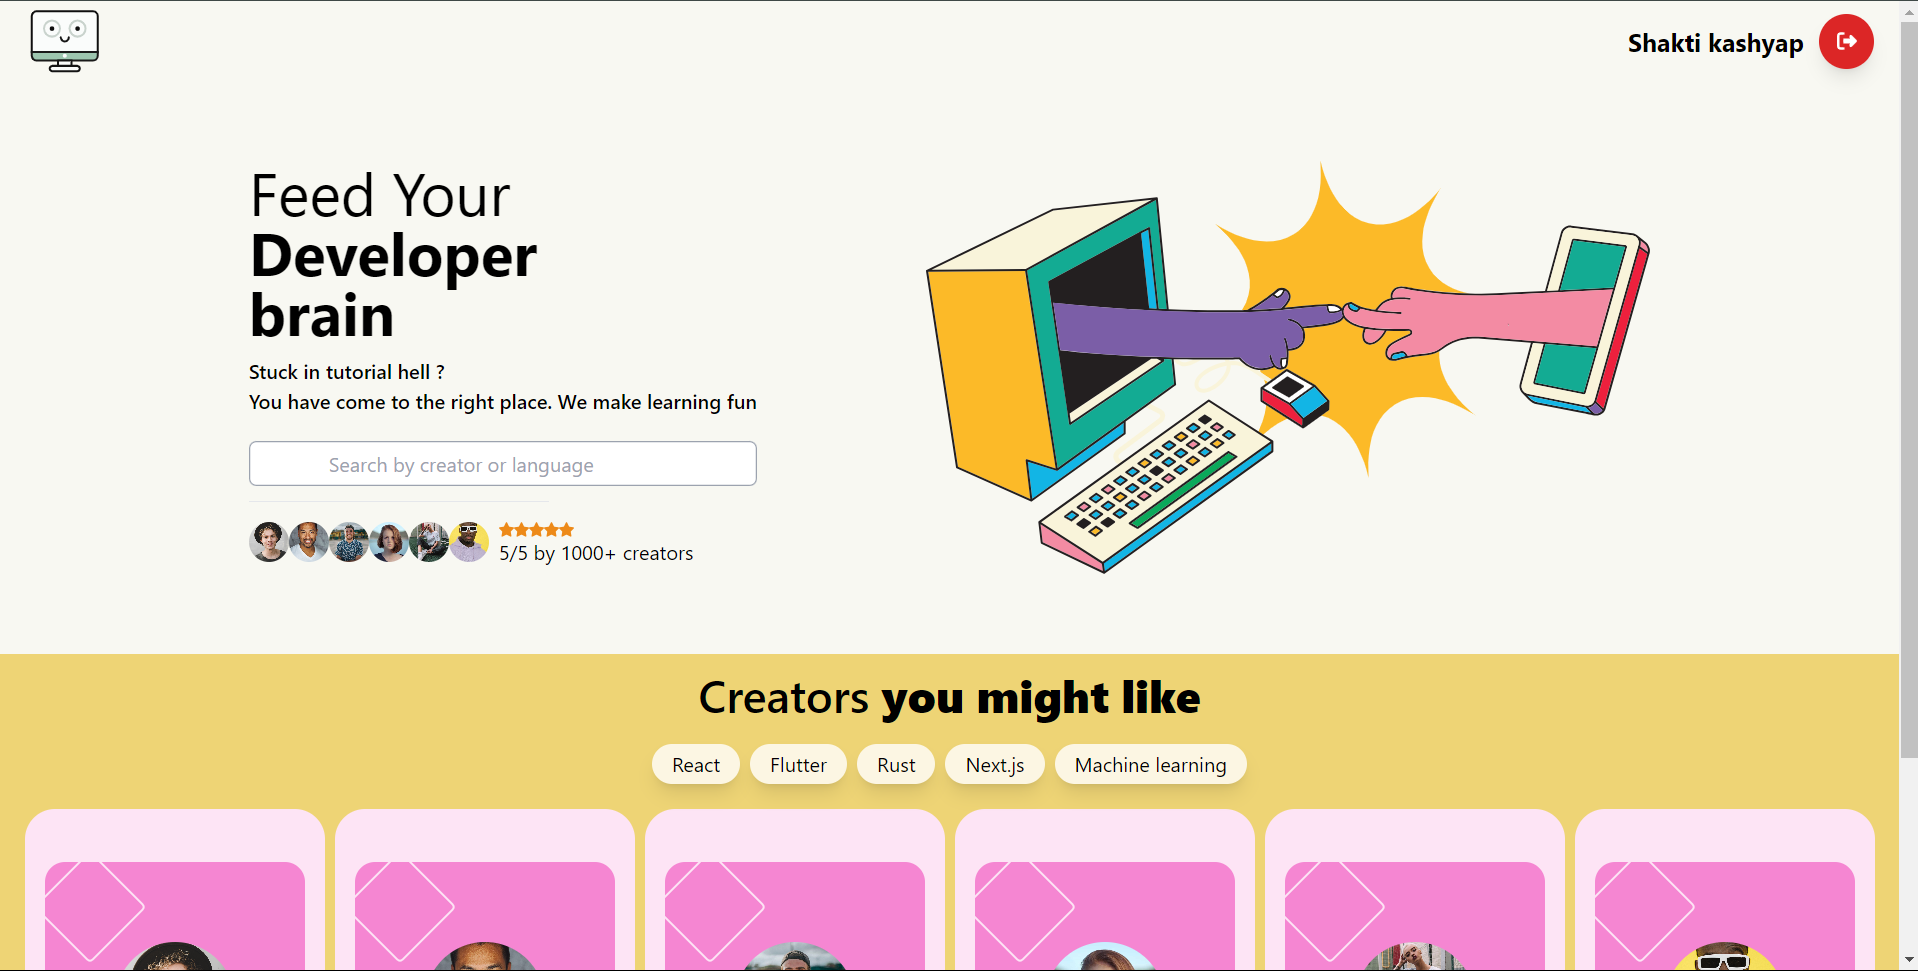 Shakti kashyap
Feed Your
Developer
brain
Stuck in tutorial hell ?
You have come to the right place. We make learning fun
Search by creator or language
5/5 by 1000+ creators
Creators you might like
React
Flutter
Rust
Next.js
Machine learning